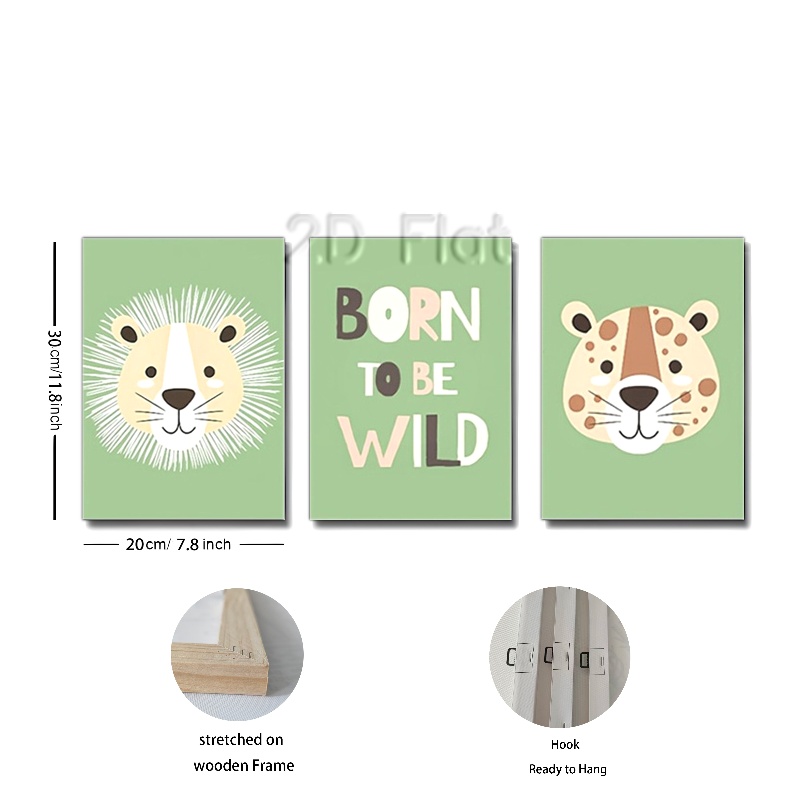 2D Flat
BORN
TO BE
WILD
30cm/11.8inch
20cm/ 7.8 inch
stretched on
wooden Frame
Hook
Ready to Hang